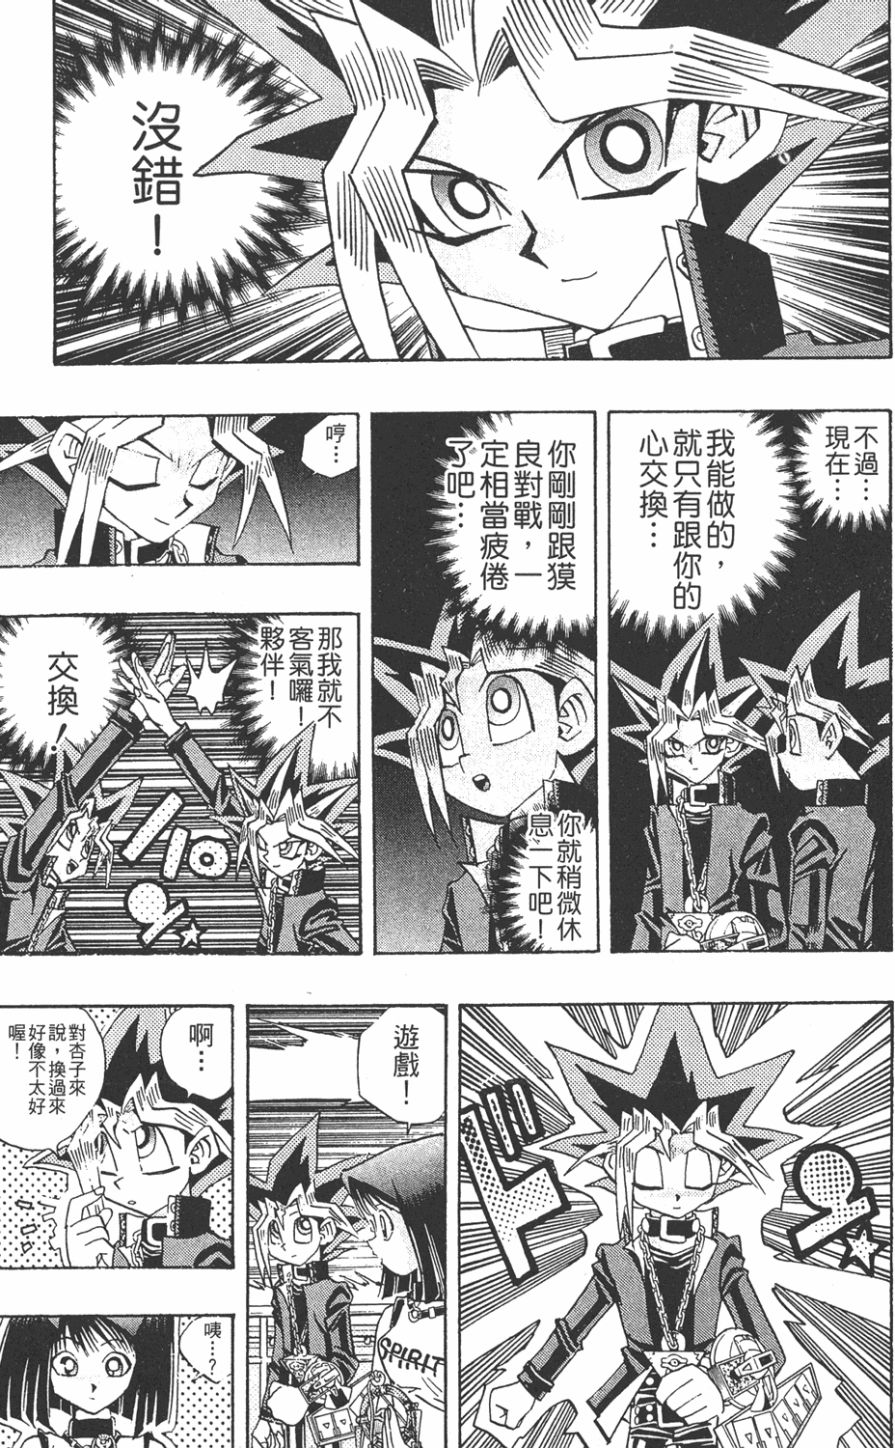 沒錯！
不過…
現在…
我能做的，
就只有跟你的
心交換…
你剛剛跟獏
良對戰，一
定相當疲倦
了吧…
你就稍微休
息一下吧！
哼…
那我就不
客氣囉！
夥伴！
交換！
遊戲！
SPIRIT
啊…
對杏子來
說，換過來
好像不太好
喔！
咦…？